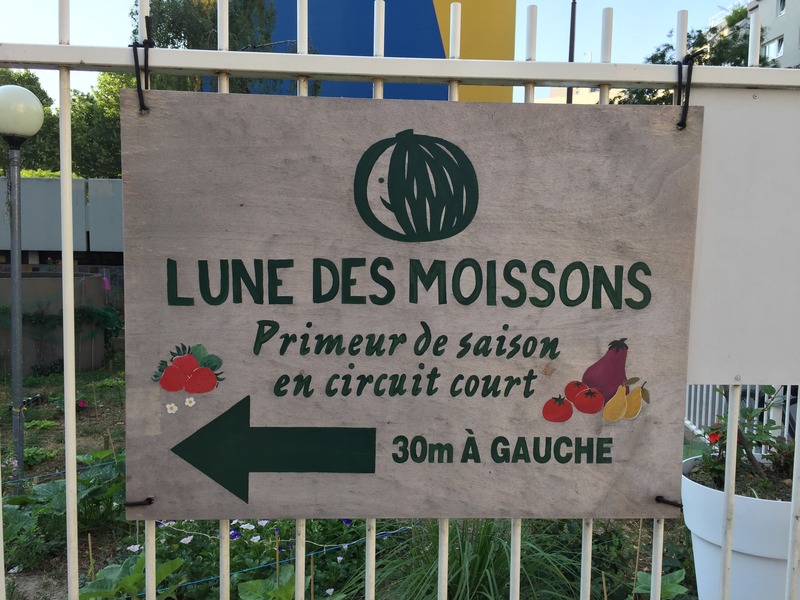 LUNE DES MOISSONS
Primeur de saison
en circuit court
30m À GAUCHE